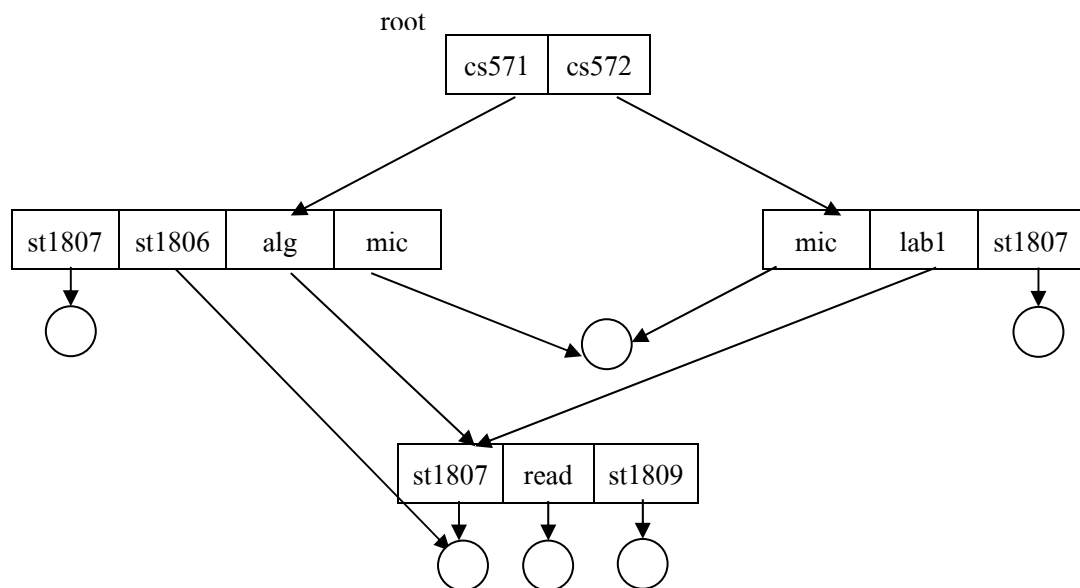 root
cs571 cs572
st1807 st1806 alg mic
mic lab1 st1807
st1807 read st1809